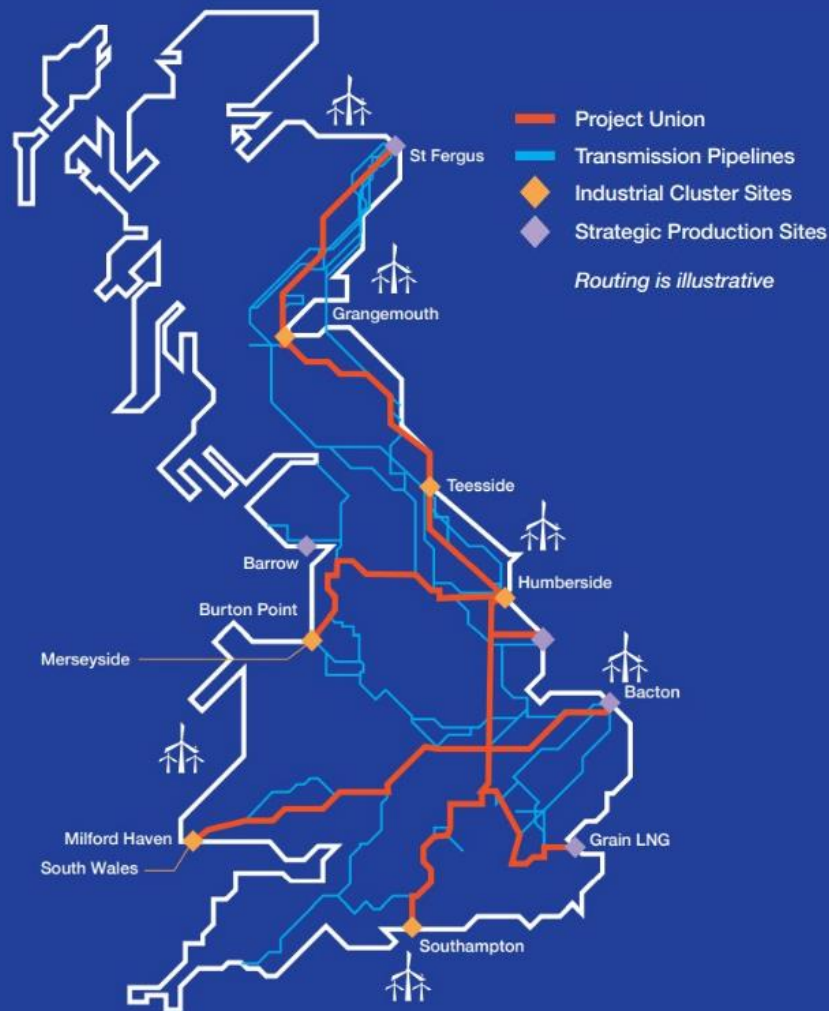 Project Union
St Fergus
Transmission Pipelines
Industrial Cluster Sites
Strategic Production Sites
Routing is illustrative
Grangemouth
Teesside
Barrow
Humberside
Burton Point
Merseyside
Bacton
Milford Haven
Grain LNG
South Wales
Southampton